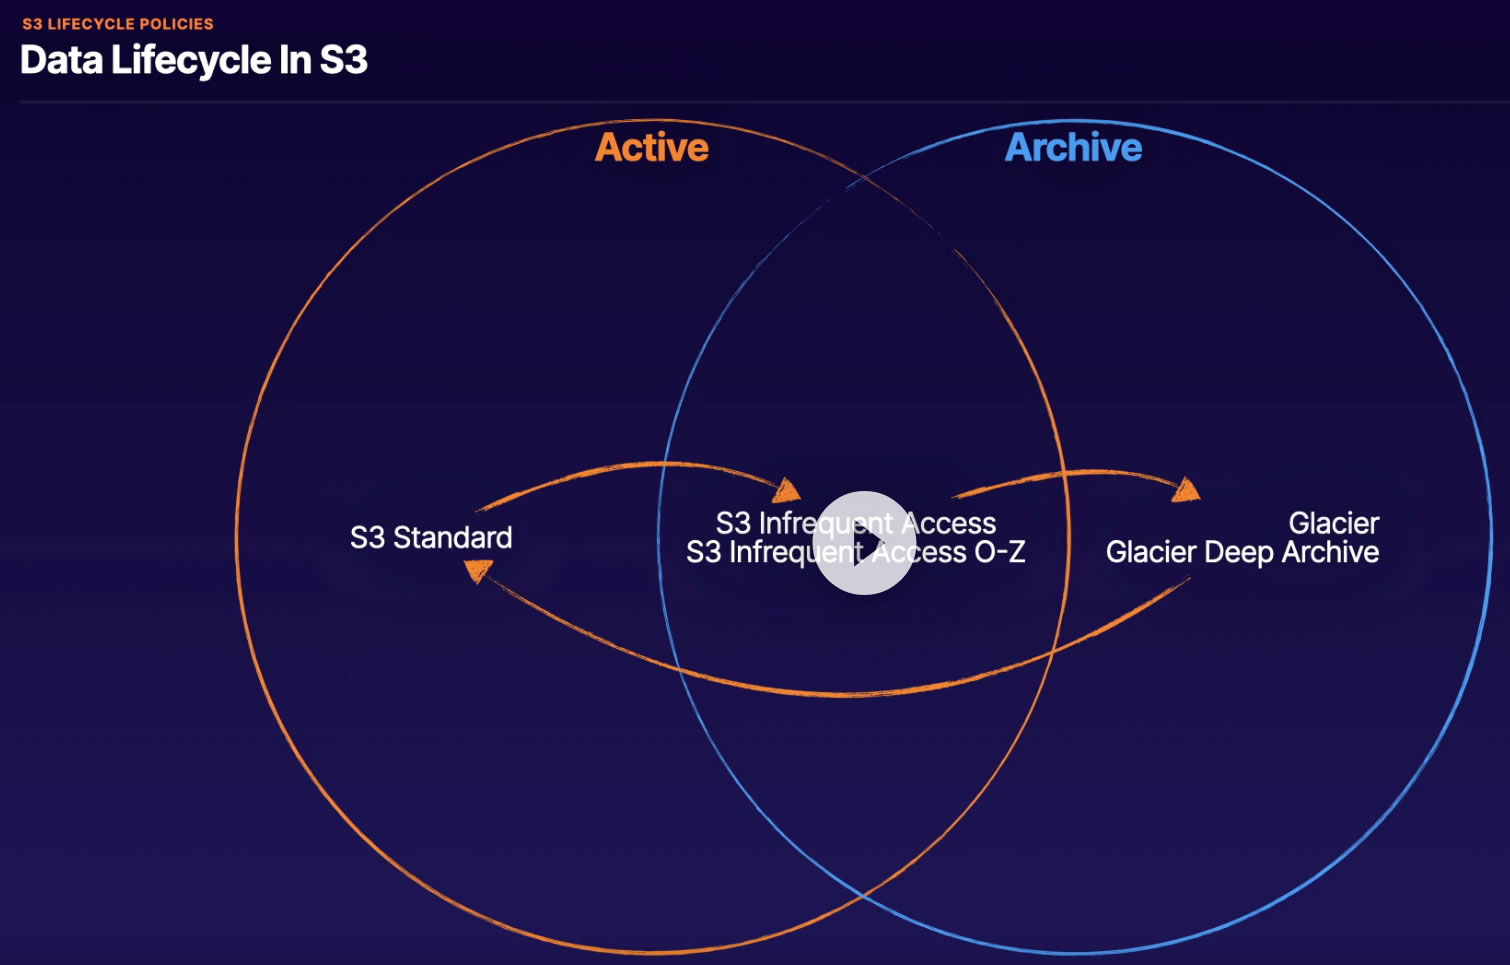 S3 LIFECYCLE POLICIES
Data Lifecycle In S3
Active
Archive
S3 Standard
S3 Infrequent Access
S3 Infrequent Access O-Z
Glacier
Glacier Deep Archive